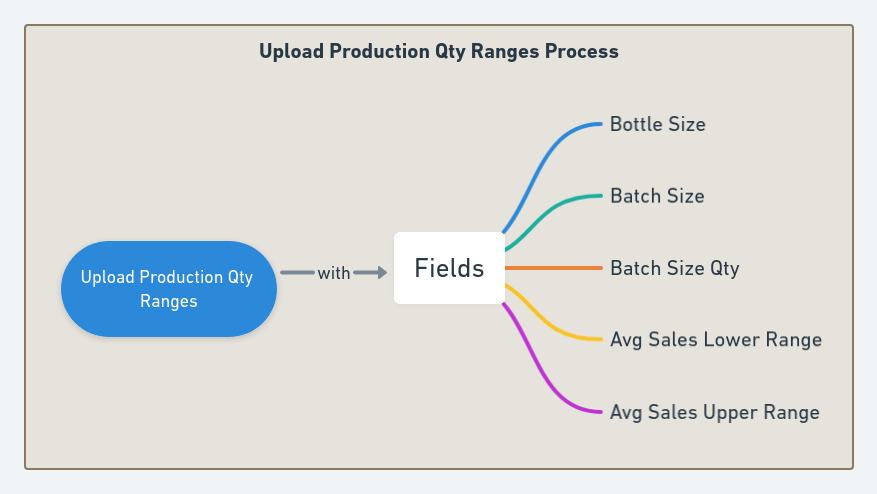 Upload Production Qty Ranges Process
Upload Production Qty
Ranges
with
Fields
Bottle Size
Batch Size
Batch Size Qty
Avg Sales Lower Range
Avg Sales Upper Range